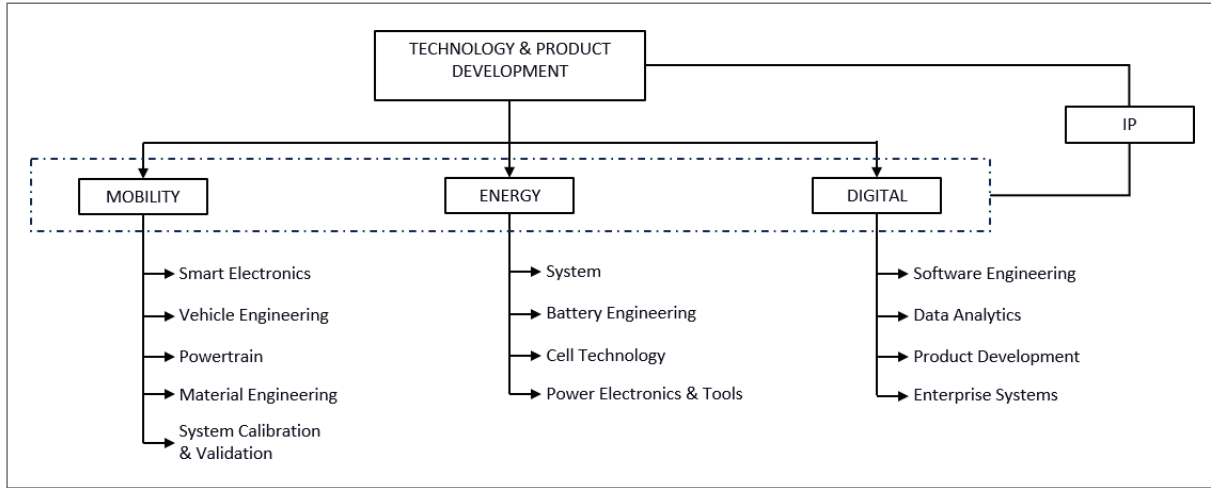 TECHNOLOGY & PRODUCT
DEVELOPMENT
IP
MOBILITY
ENERGY
DIGITAL
Smart Electronics
Vehicle Engineering
Powertrain
Material Engineering
System Calibration
& Validation
System
Battery Engineering
Cell Technology
Power Electronics & Tools
Software Engineering
Data Analytics
Product Development
Enterprise Systems